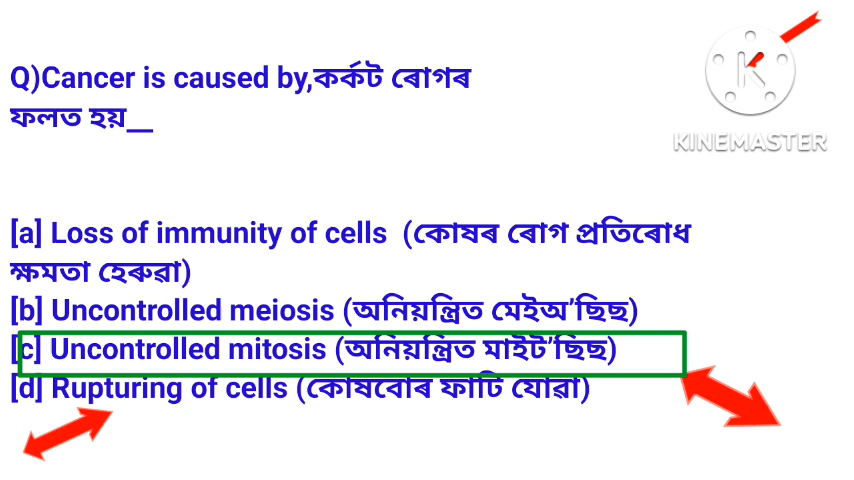 Q)Cancer is caused by,কৰ্কট ৰোগৰ
ফলত হয়__
KINEMASTER
[a] Loss of immunity of cells (কোষৰ ৰোগ প্ৰতিৰোধ
ক্ষমতা হেৰুৱা)
[b] Uncontrolled meiosis (অনিয়ন্ত্ৰিত মেইঅ’ছিছ)
[c] Uncontrolled mitosis (অনিয়ন্ত্ৰিত মাইট’ছিছ)
[d] Rupturing of cells (কোষবোৰ ফাটি যোৱা)